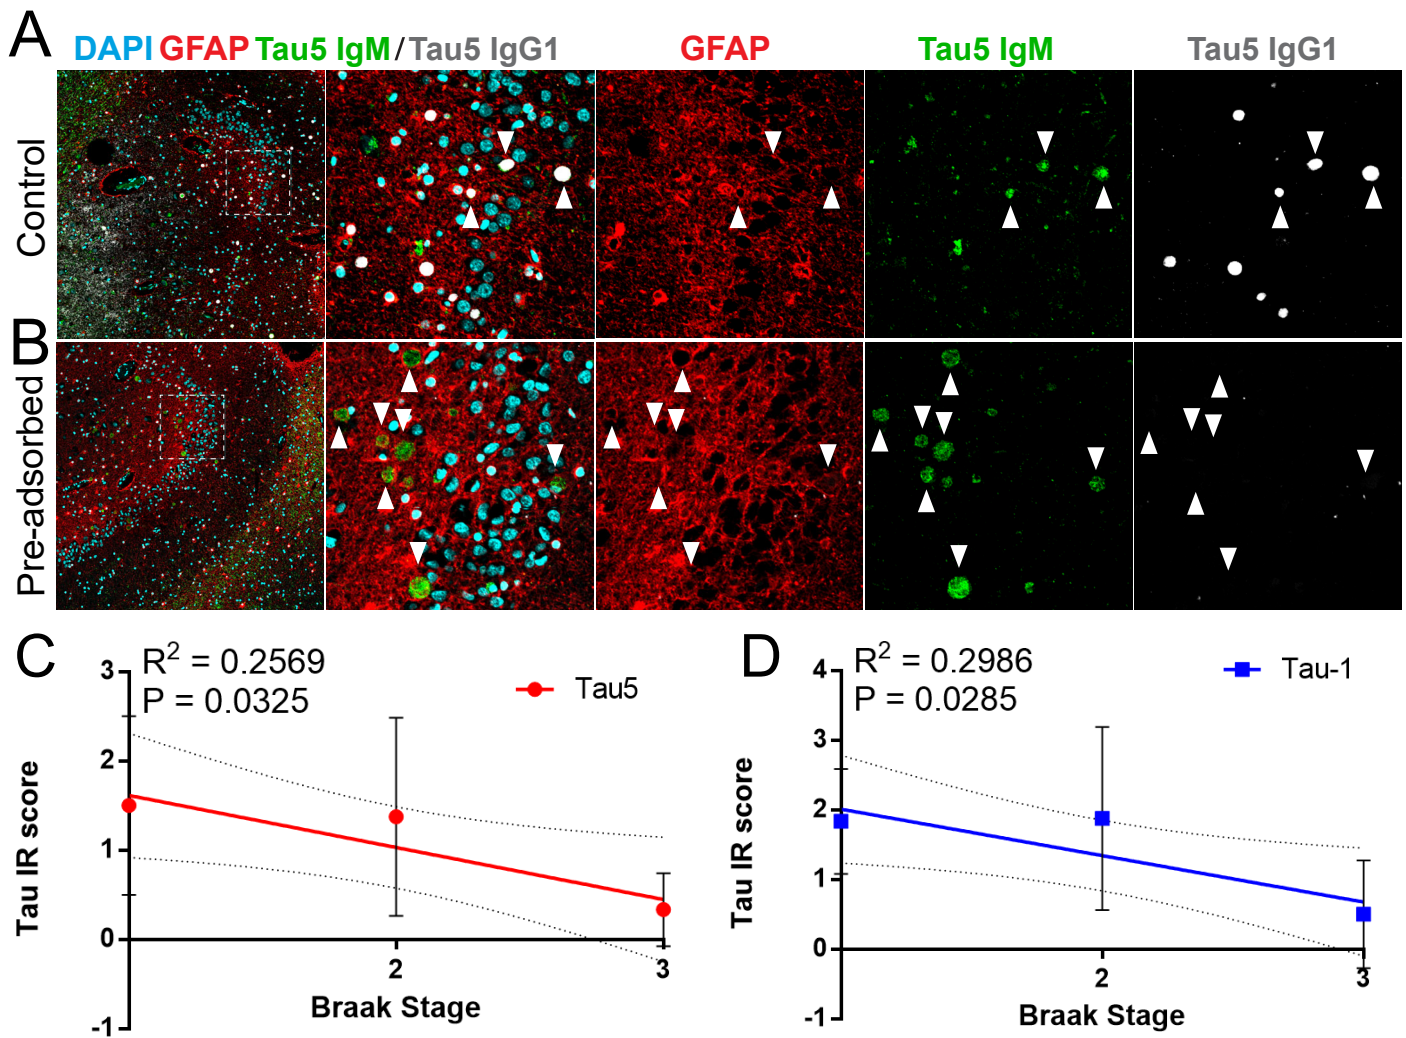 A
DAPI GFAP Tau5 IgM/Tau5 IgG1
GFAP
Tau5 IgM
Tau5 IgG1
Control
B
Pre-adsorbed
C
R² = 0.2569
P = 0.0325
Tau5
3
2
1
0
-1
Tau IR score
2
3
Braak Stage
D
R² = 0.2986
P = 0.0285
Tau-1
4
3
2
1
0
-1
Tau IR score
2
3
Braak Stage